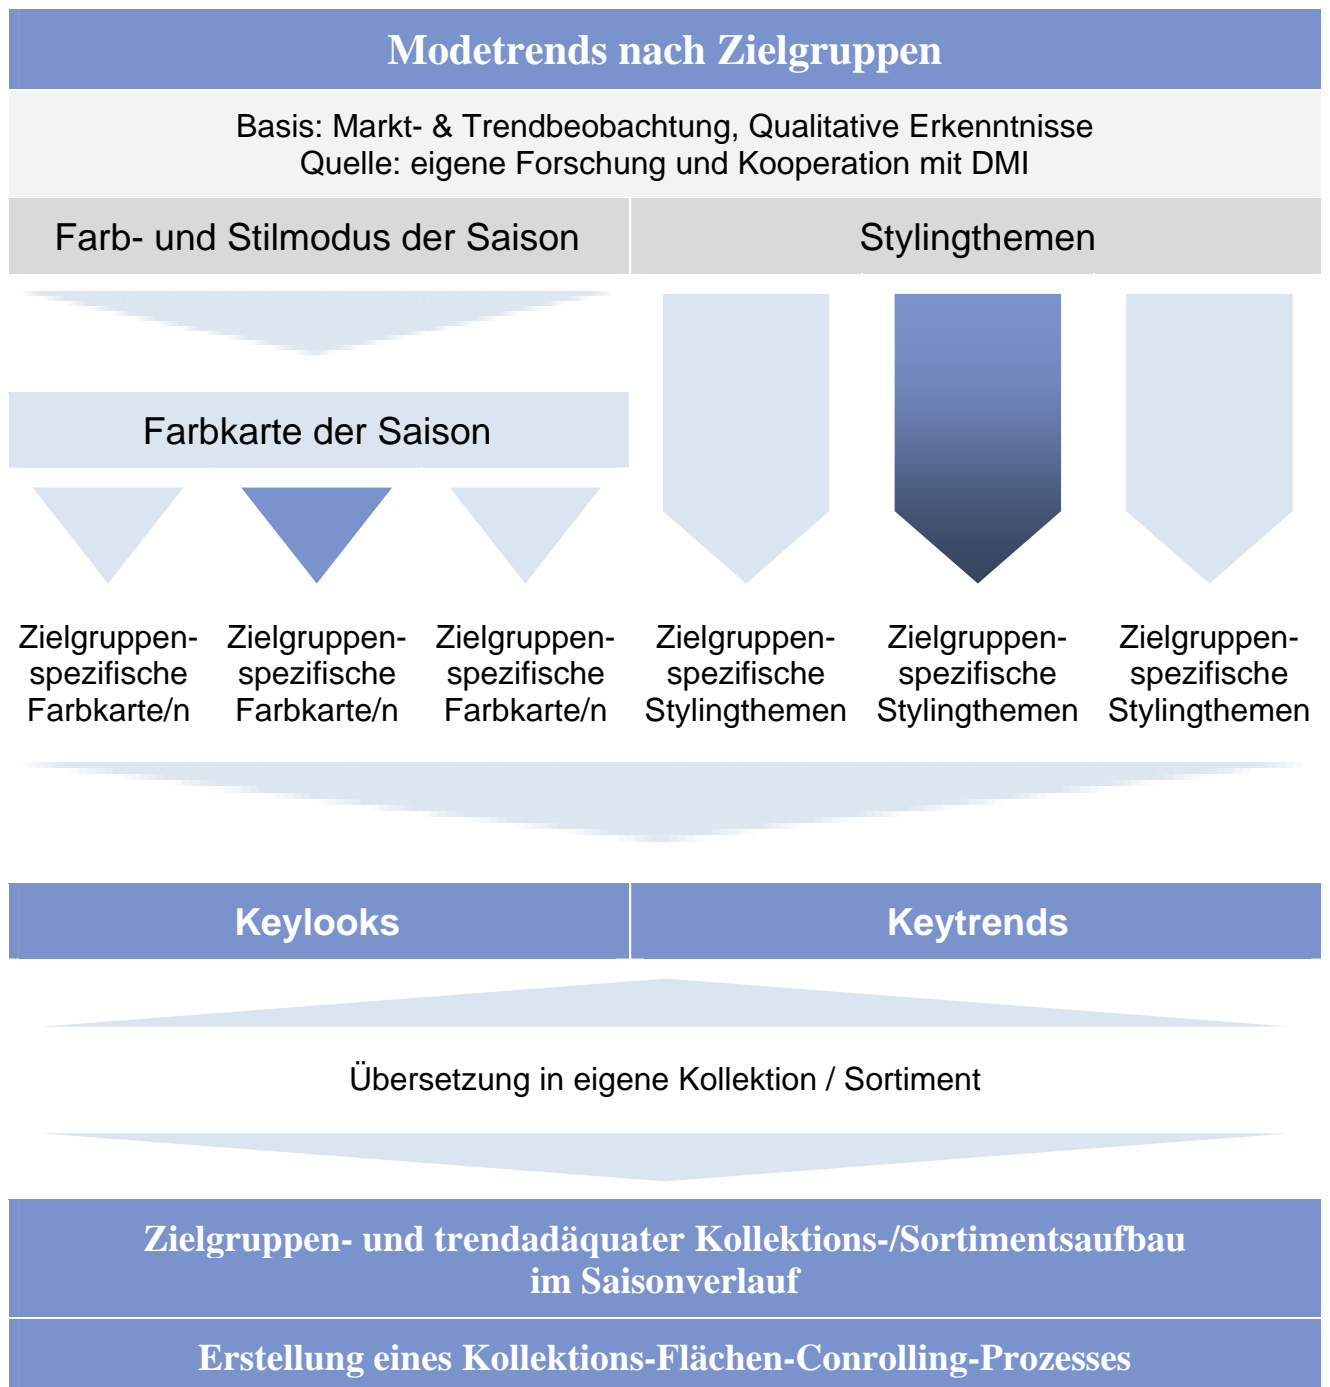 Modetrends nach Zielgruppen
Basis: Markt- & Trendbeobachtung, Qualitative Erkenntnisse
Quelle: eigene Forschung und Kooperation mit DMI
Farb- und Stilmodus der Saison
Stylingthemen
Farbkarte der Saison
Zielgruppen-
spezifische
Farbkarte/n
Zielgruppen-
spezifische
Farbkarte/n
Zielgruppen-
spezifische
Farbkarte/n
Zielgruppen-
spezifische
Stylingthemen
Zielgruppen-
spezifische
Stylingthemen
Zielgruppen-
spezifische
Stylingthemen
Keylooks
Keytrends
Übersetzung in eigene Kollektion / Sortiment
Zielgruppen- und trendadäquater Kollektions-/Sortimentsaufbau
im Saisonverlauf
Erstellung eines Kollektions-Flächen-Conrolling-Prozesses